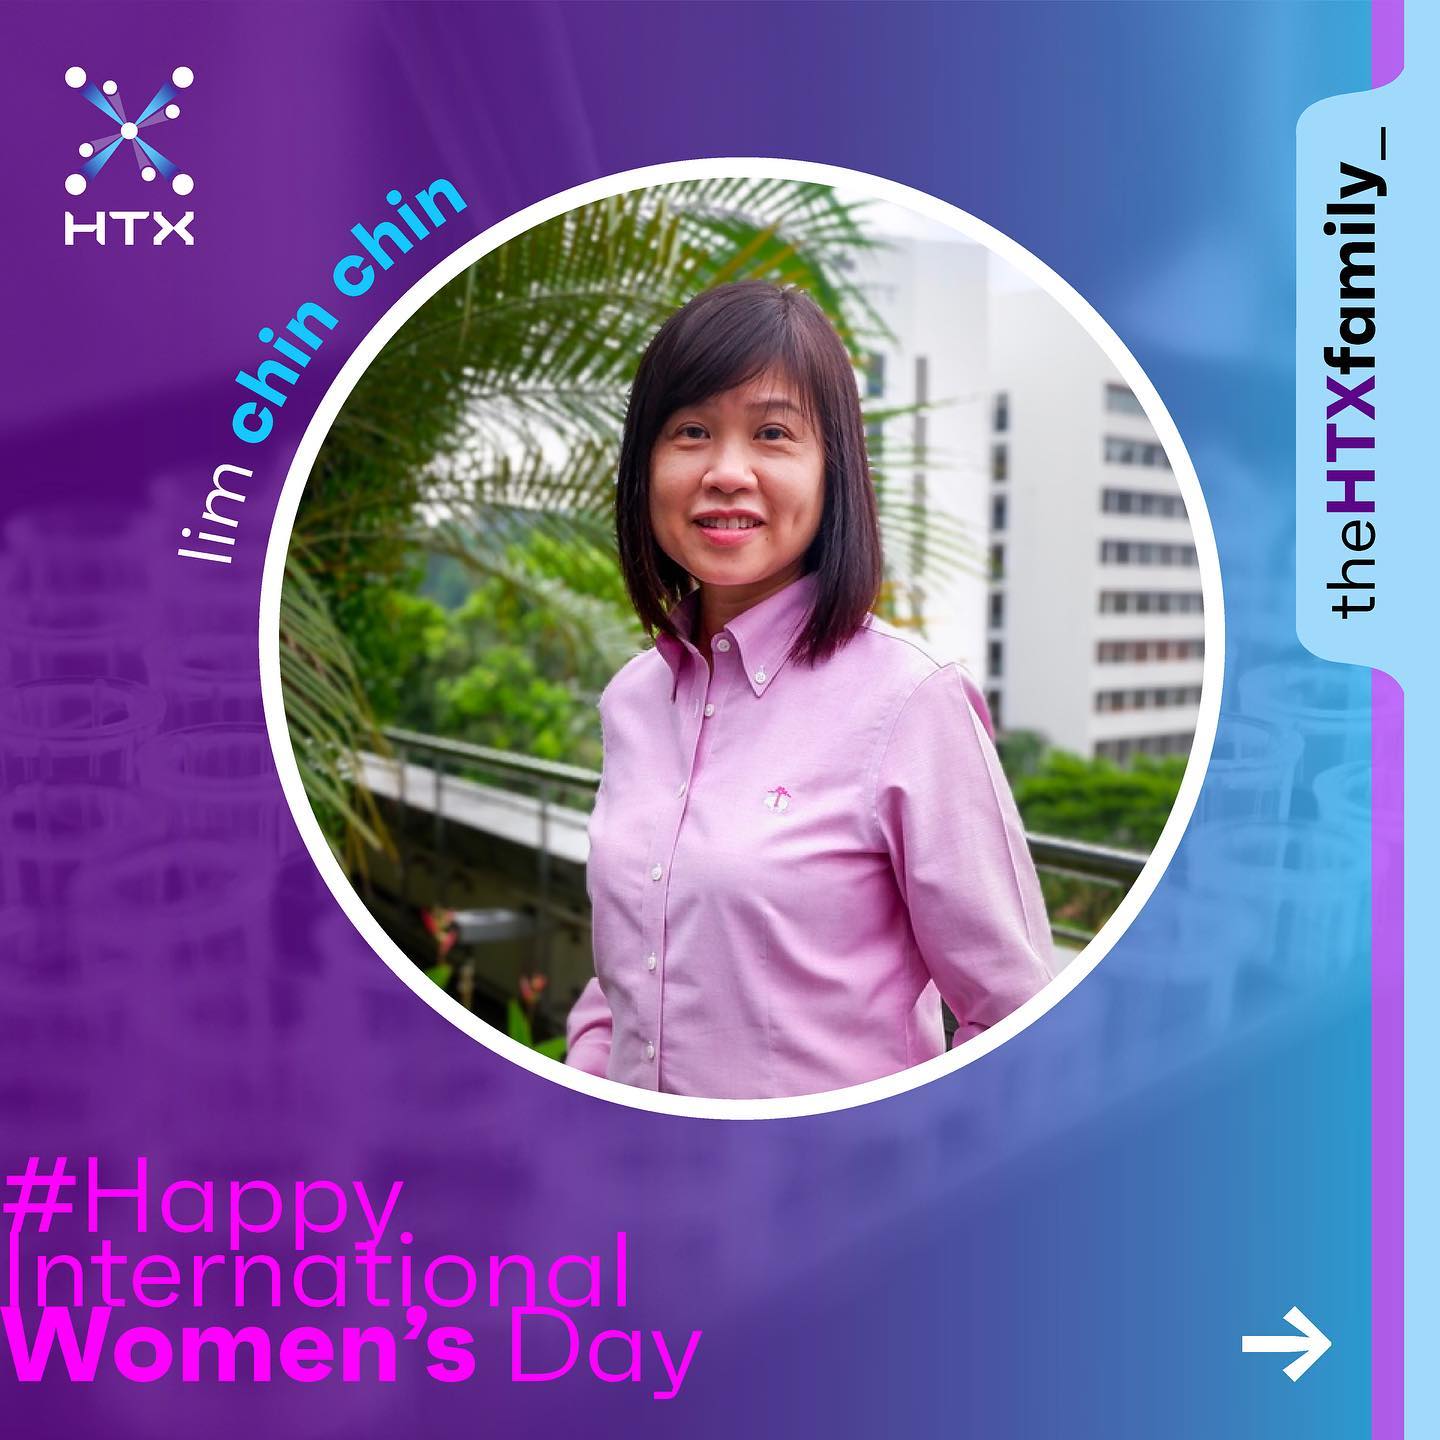 HTX
lim chin chin
theHTXfamily_
#Happy
International
Women's Day